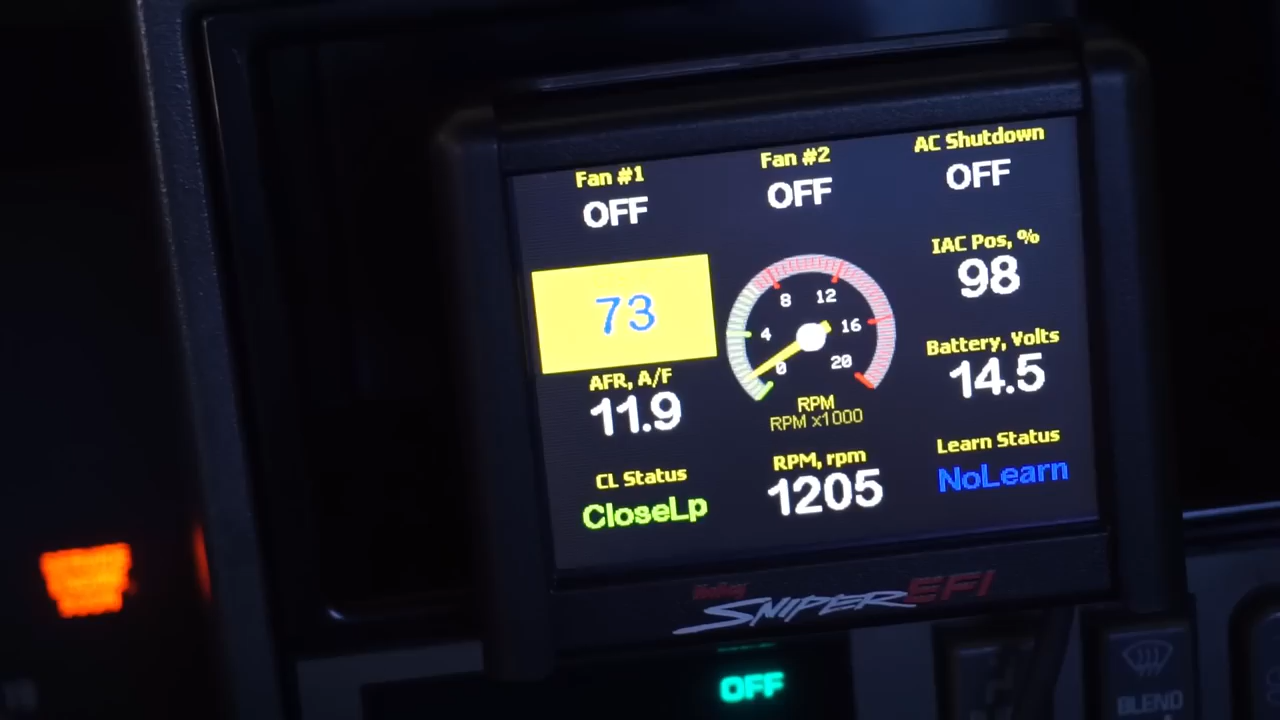 Fan #1
OFF
Fan #2
OFF
AC Shutdown
OFF
73
IAC Pos, %
98
0
4
8
12
16
20
RPM
RPM x1000
AFR, A/F
11.9
Battery, Volts
14.5
CL Status
CloseLp
RPM, rpm
1205
Learn Status
NoLearn
Holley
SNIPER EFI
OFF
BLEND